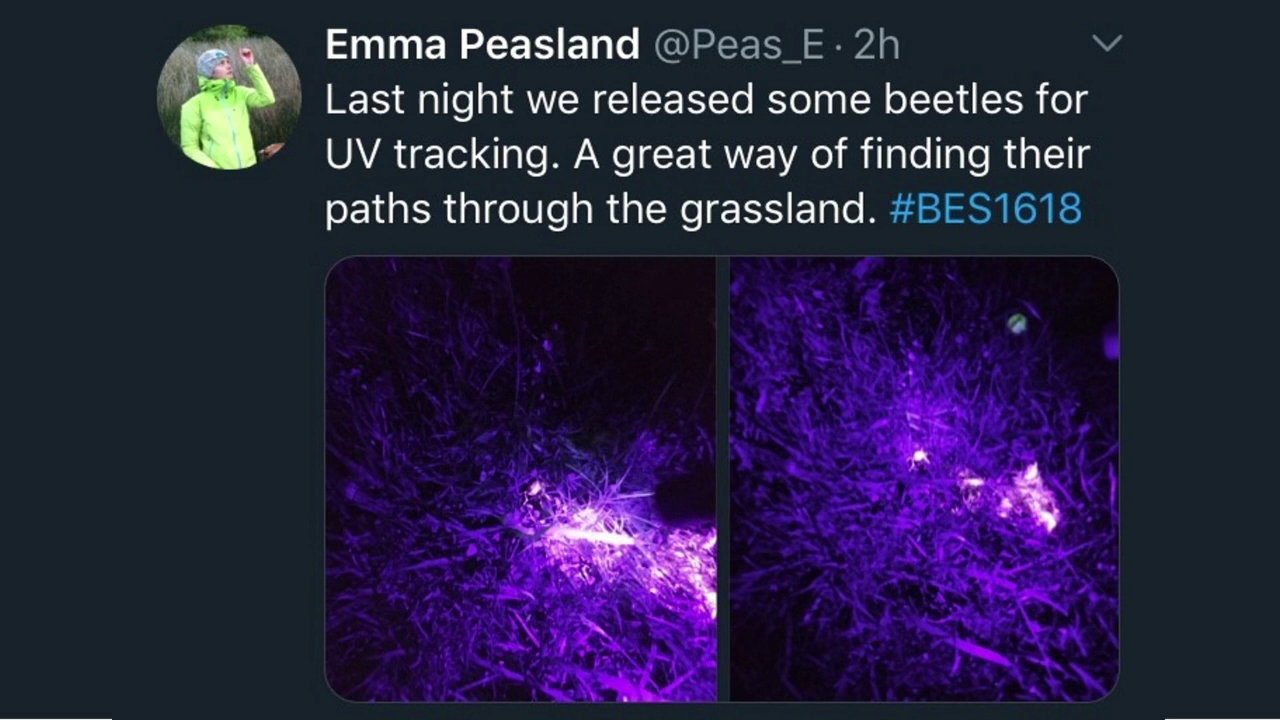 Emma Peasland @Peas_E · 2h
Last night we released some beetles for
UV tracking. A great way of finding their
paths through the grassland. #BES1618